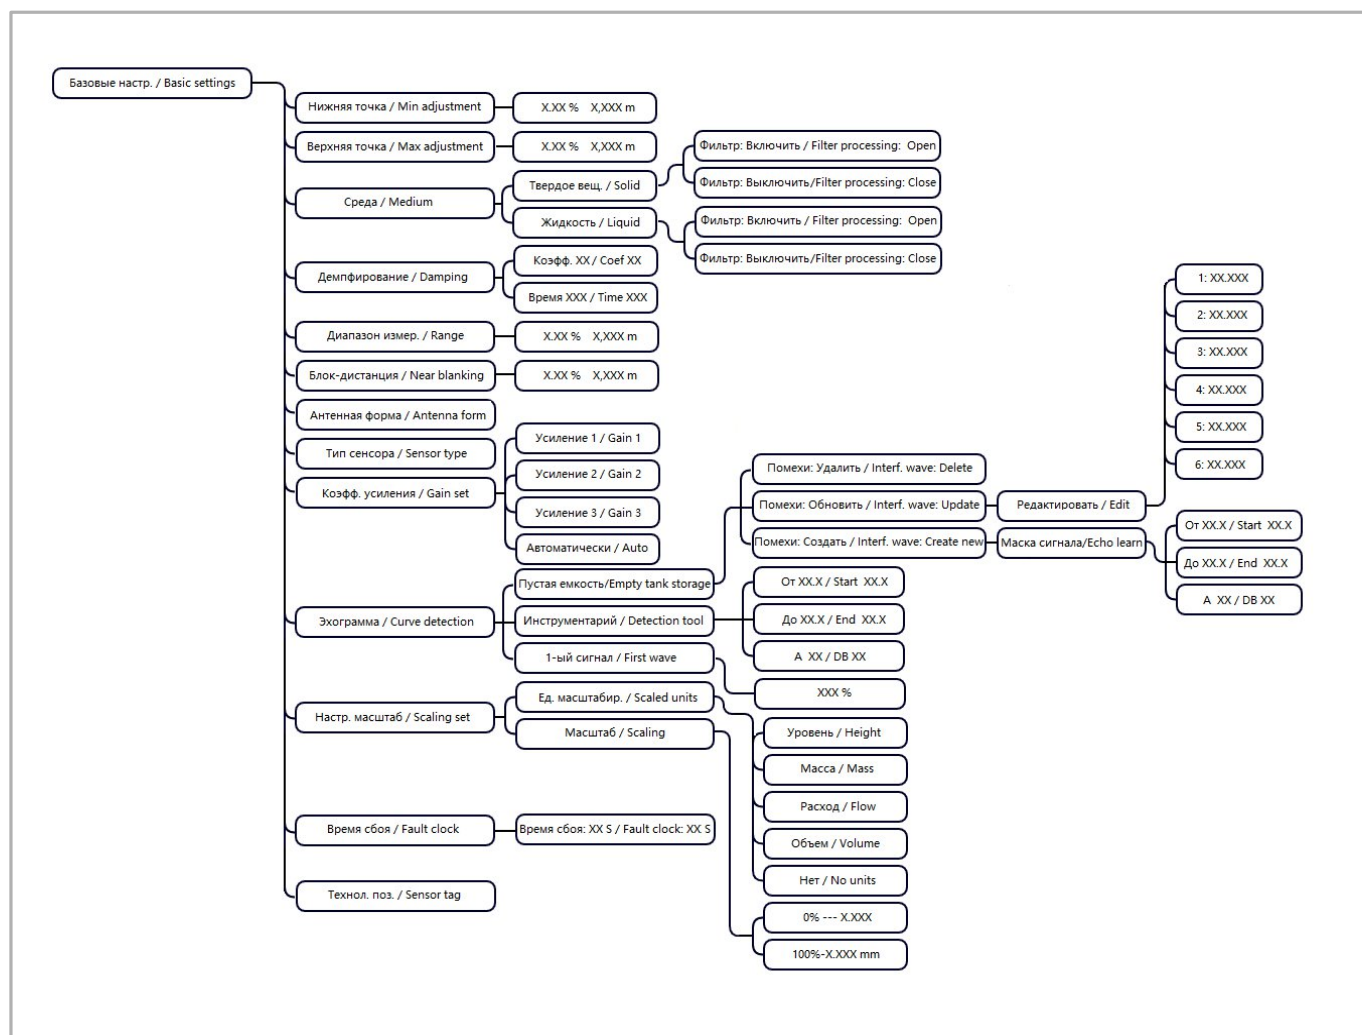 Базовые настр. / Basic settings
Нижняя точка / Min adjustment
X.XX % X,XXX m
Верхняя точка / Max adjustment
X.XX % X,XXX m
Среда / Medium
Твердое вещ. / Solid
Фильтр: Включить / Filter processing: Open
Фильтр: Выключить/Filter processing: Close
Жидкость / Liquid
Фильтр: Включить / Filter processing: Open
Фильтр: Выключить/Filter processing: Close
Демпфирование / Damping
Коэфф. XX / Coef XX
Время XXX / Time XXX
Диапазон измер. / Range
X.XX % X,XXX m
Блок-дистанция / Near blanking
X.XX % X,XXX m
Антенная форма / Antenna form
Тип сенсора / Sensor type
Коэфф. усиления / Gain set
Усиление 1 / Gain 1
Усиление 2 / Gain 2
Усиление 3 / Gain 3
Автоматически / Auto
Эхограмма / Curve detection
Пустая емкость/Empty tank storage
Помехи: Удалить / Interf. wave: Delete
Помехи: Обновить / Interf. wave: Update
Редактировать / Edit
1: XX.XXX
2: XX.XXX
3: XX.XXX
4: XX.XXX
5: XX.XXX
6: XX.XXX
Помехи: Создать / Interf. wave: Create new
Маска сигнала/Echo learn
От XX.X / Start XX.X
До XX.X / End XX.X
A XX / DB XX
Инструментарий / Detection tool
От XX.X / Start XX.X
До XX.X / End XX.X
A XX / DB XX
1-ый сигнал / First wave
XXX %
Настр. масштаб / Scaling set
Ед. масштабир. / Scaled units
Уровень / Height
Масса / Mass
Расход / Flow
Объем / Volume
Нет / No units
Масштаб / Scaling
0% --- X.XXX
100%-X.XXX mm
Время сбоя / Fault clock
Время сбоя: XX S / Fault clock: XX S
Технол. поз. / Sensor tag